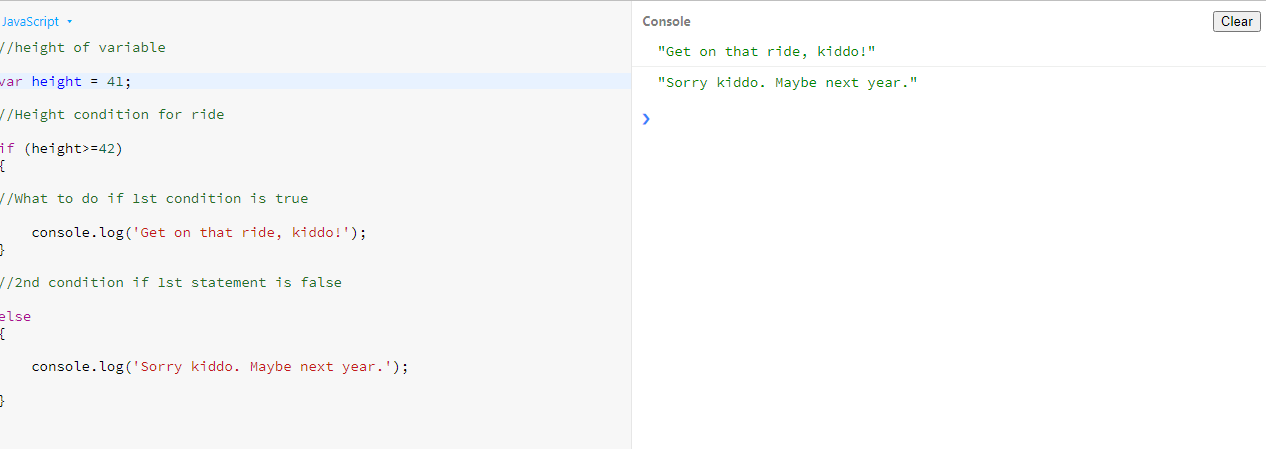 JavaScript
//height of variable
var height = 41;
//Height condition for ride
if (height>=42)
{
//What to do if 1st condition is true
console.log('Get on that ride, kiddo!');
}
//2nd condition if 1st statement is false
else
{
console.log('Sorry kiddo. Maybe next year.');
}
Console
Clear
"Get on that ride, kiddo!"
"Sorry kiddo. Maybe next year."